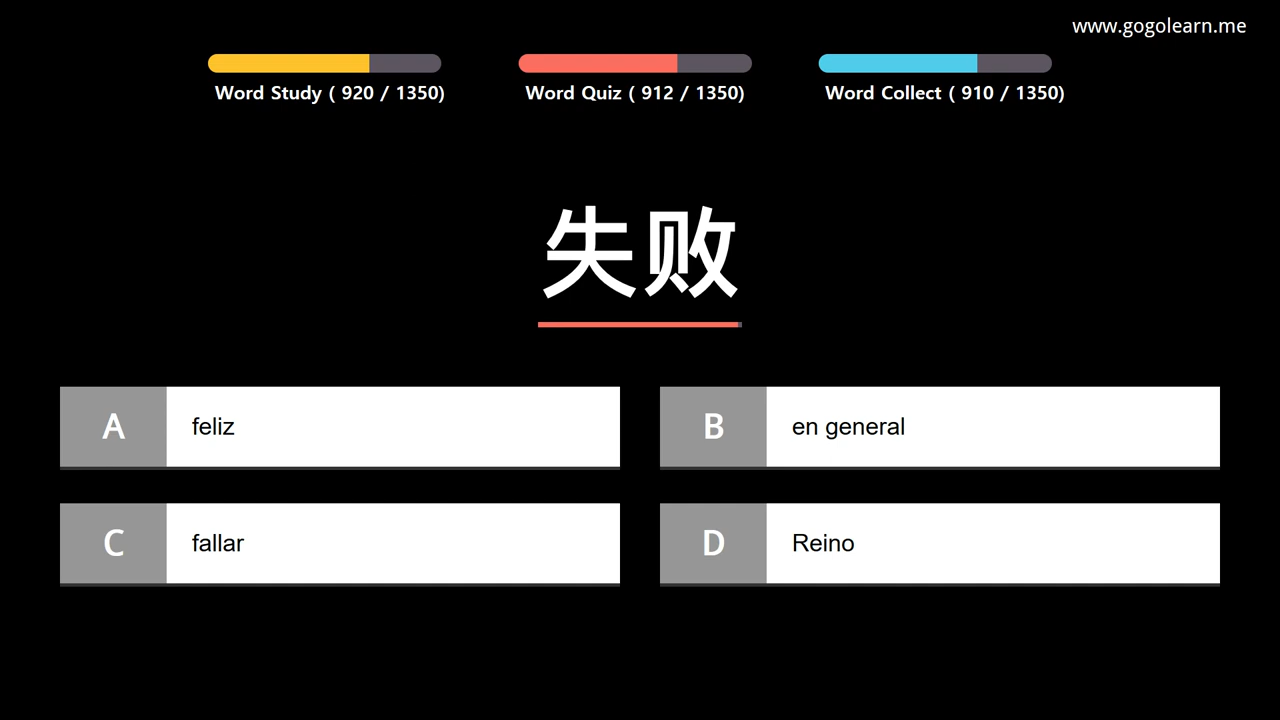 www.gogolearn.me
Word Study ( 920 / 1350)
Word Quiz ( 912 / 1350)
Word Collect ( 910 / 1350)
失败
A feliz
B en general
C fallar
D Reino